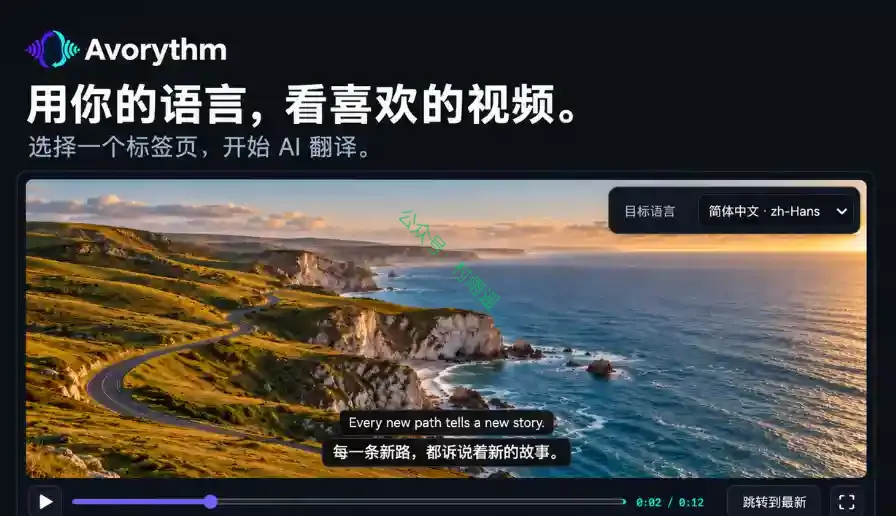 Avorythm
用你的语言，看喜欢的视频。
选择一个标签页，开始 AI 翻译。
目标语言
简体中文 · zh-Hans
公众号
Every new path tells a new story.
每一条新路，都诉说着新的故事。
0:02 / 0:12
跳转到最新